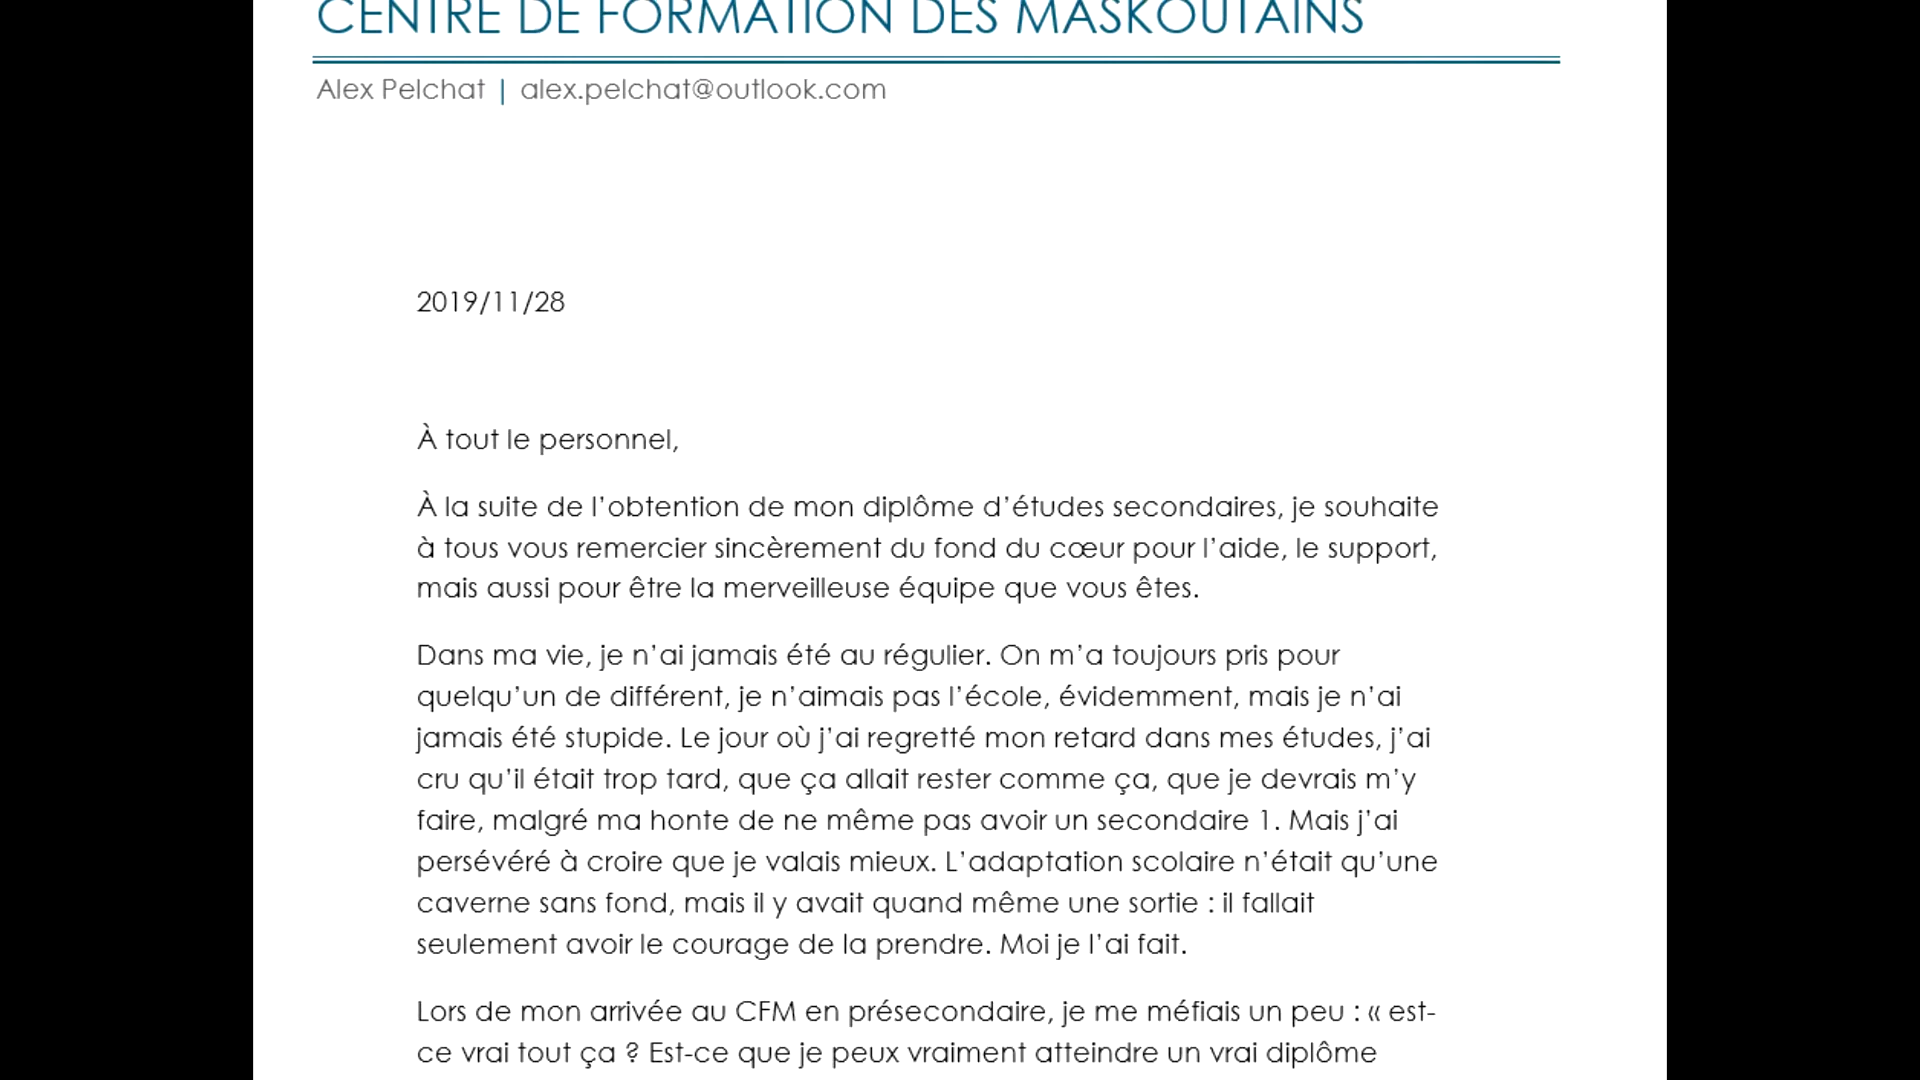 CENTRE DE FORMATION DES MASKOUTAINS
Alex Pelchat | alex.pelchat@outlook.com
2019/11/28
À tout le personnel,
À la suite de l’obtention de mon diplôme d’études secondaires, je souhaite
à tous vous remercier sincèrement du fond du cœur pour l’aide, le support,
mais aussi pour être la merveilleuse équipe que vous êtes.
Dans ma vie, je n’ai jamais été au régulier. On m’a toujours pris pour
quelqu’un de différent, je n’aimais pas l’école, évidemment, mais je n’ai
jamais été stupide. Le jour où j’ai regretté mon retard dans mes études, j’ai
cru qu’il était trop tard, que ça allait rester comme ça, que je devrais m’y
faire, malgré ma honte de ne même pas avoir un secondaire 1. Mais j’ai
persévéré à croire que je valais mieux. L’adaptation scolaire n’était qu’une
caverne sans fond, mais il y avait quand même une sortie : il fallait
seulement avoir le courage de la prendre. Moi je l’ai fait.
Lors de mon arrivée au CFM en présecondaire, je me méfiais un peu : « est-
ce vrai tout ça ? Est-ce que je peux vraiment atteindre un vrai diplôme